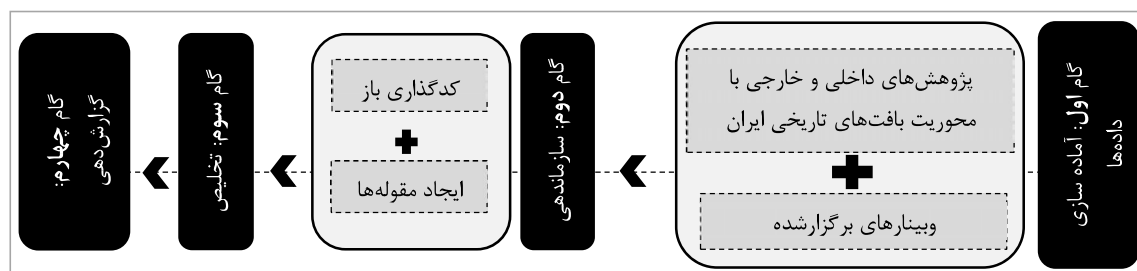 گام اول: آماده سازی
داده‌ها
پژوهش‌های داخلی و خارجی با
محوریت بافت‌های تاریخی ایران
وبینارهای برگزارشده
گام دوم: سازماندهی
کدگذاری باز
ایجاد مقوله‌ها
گام سوم: تخلیص
گام چهارم:
گزارش‌دهی